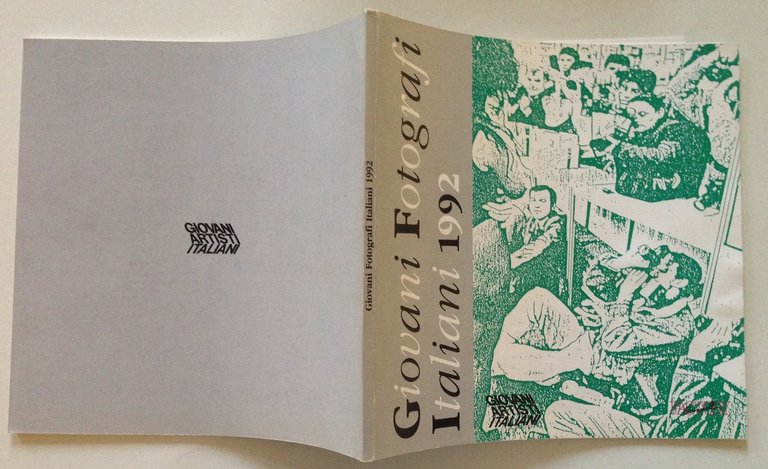 GIOVANI
ARTISTI
ITALIANI
Giovani Fotografi Italiani 1992
Giovani Fotografi
Italiani 1992
GIOVANI
ARTISTI
ITALIANI